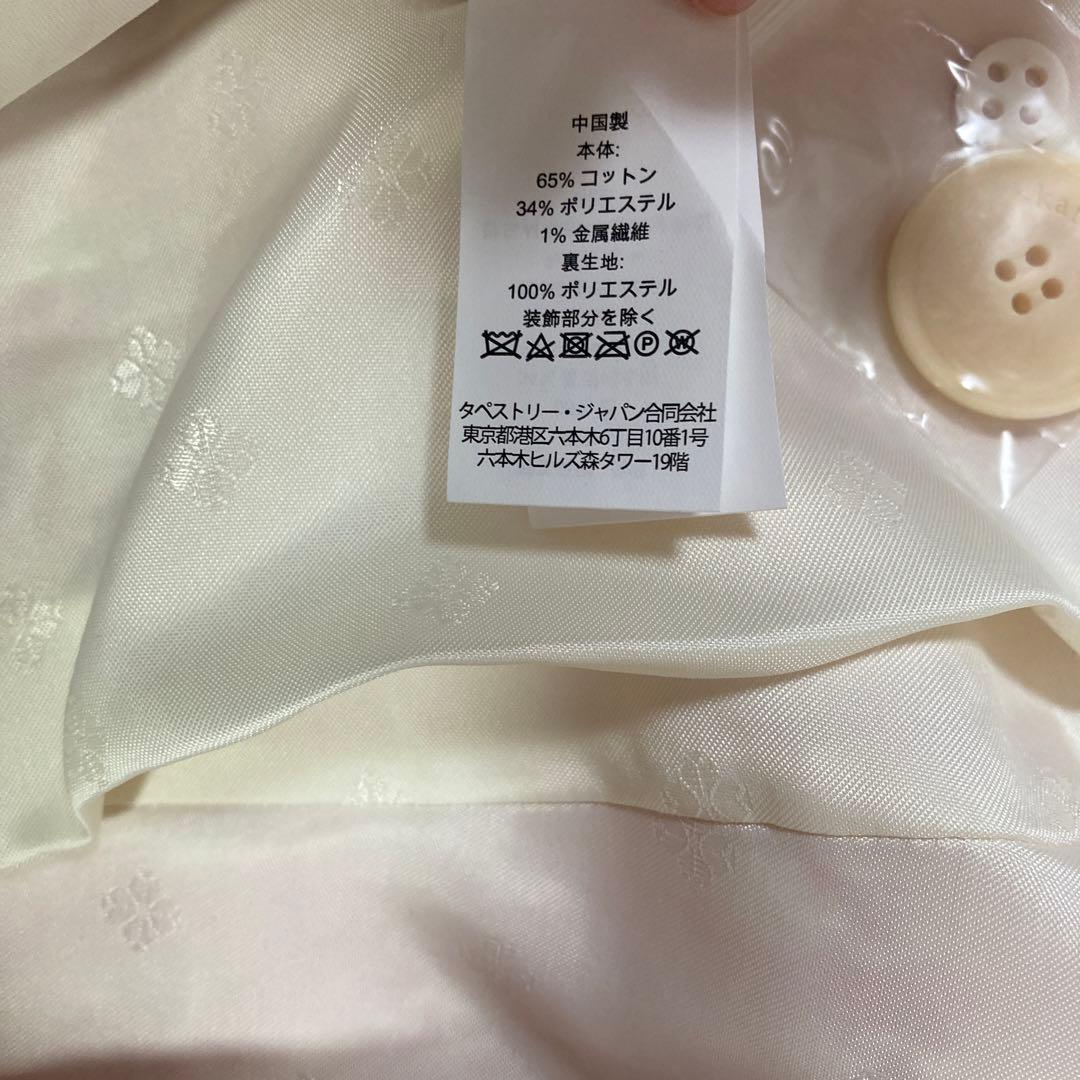 中国製
本体:
65% コットン
34% ポリエステル
1% 金属繊維
裏生地:
100% ポリエステル
装飾部分を除く
P W
タペストリー・ジャパン合同会社
東京都港区六本木6丁目10番1号
六本木ヒルズ森タワー19階